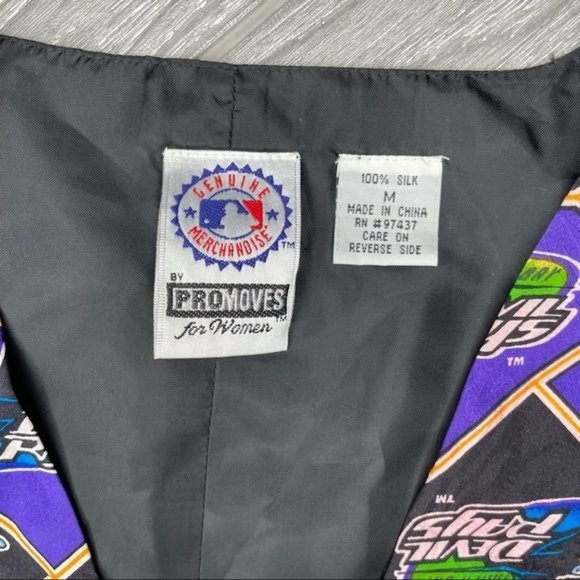 GENUINE
MERCHANDISE
TM
BY
PROMOVES
TM
for Women
100% SILK
M
MADE IN CHINA
RN #97437
CARE ON
REVERSE SIDE
DEVIL
RAYS
TM
TM
DEVIL
RAYS